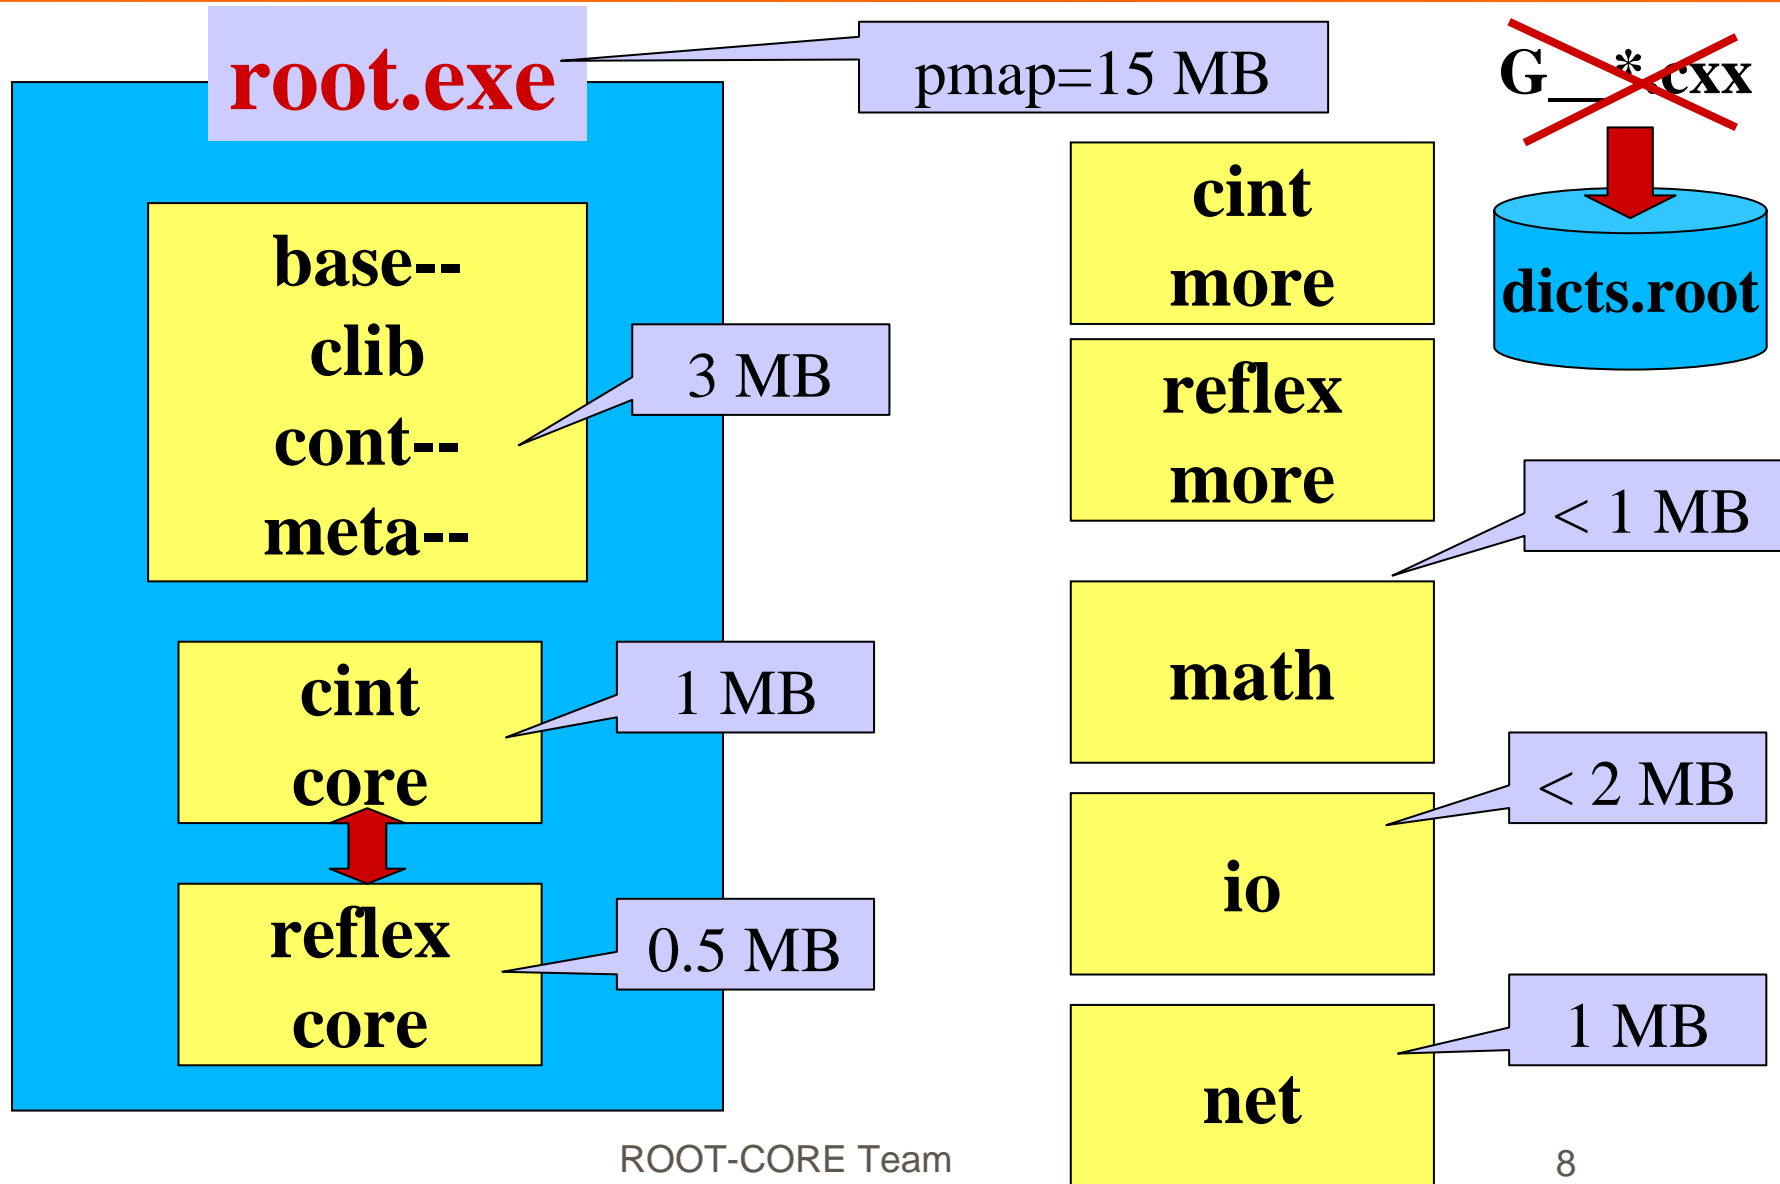 root.exe
pmap=15 MB
G__*.cxx
base--
clib
cont--
meta--
3 MB
cint
core
1 MB
reflex
core
0.5 MB
cint
more
reflex
more
dicts.root
< 1 MB
math
< 2 MB
io
1 MB
net
ROOT-CORE Team
8